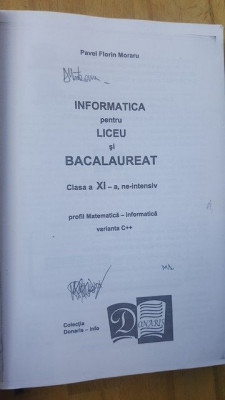 Pavel Florin Moraru
INFORMATICA
pentru
LICEU
şi
BACALAUREAT
Clasa a XI – a, ne-intensiv
profil Matematică – informatică
varianta C++
DONARIS
Colecţia
Donaris – info